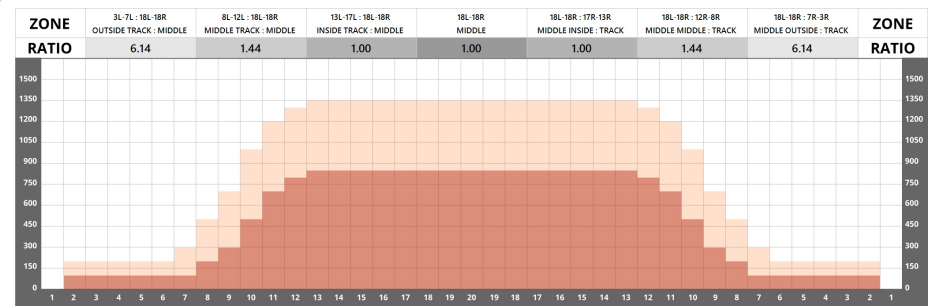 ZONE 3L-7L : 18L-18R 8L-12L : 18L-18R 13L-17L : 18L-18R 18L-18R 18L-18R : 17R-13R 18L-18R : 12R-8R 18L-18R : 7R-3R ZONE
OUTSIDE TRACK : MIDDLE MIDDLE TRACK : MIDDLE INSIDE TRACK : MIDDLE MIDDLE MIDDLE INSIDE : TRACK MIDDLE MIDDLE : TRACK MIDDLE OUTSIDE : TRACK
RATIO 6.14 1.44 1.00 1.00 1.00 1.44 6.14 RATIO
1500 1500
1350 1350
1200 1200
1050 1050
900 900
750 750
600 600
450 450
300 300
150 150
0 0
1 2 3 4 5 6 7 8 9 10 11 12 13 14 15 16 17 18 19 20 19 18 17 16 15 14 13 12 11 10 9 8 7 6 5 4 3 2 1